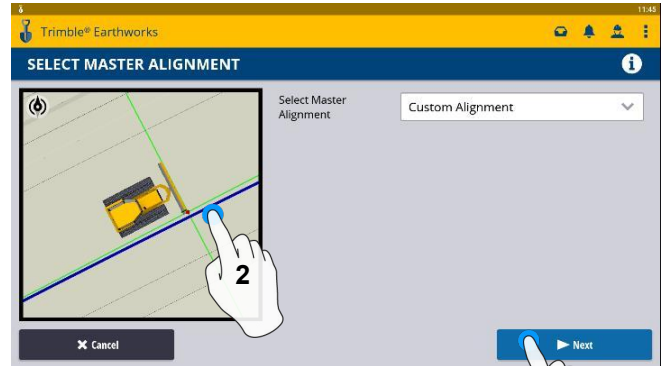 11:45
Trimble® Earthworks
SELECT MASTER ALIGNMENT
Select Master
Alignment
Custom Alignment
2
Cancel
Next